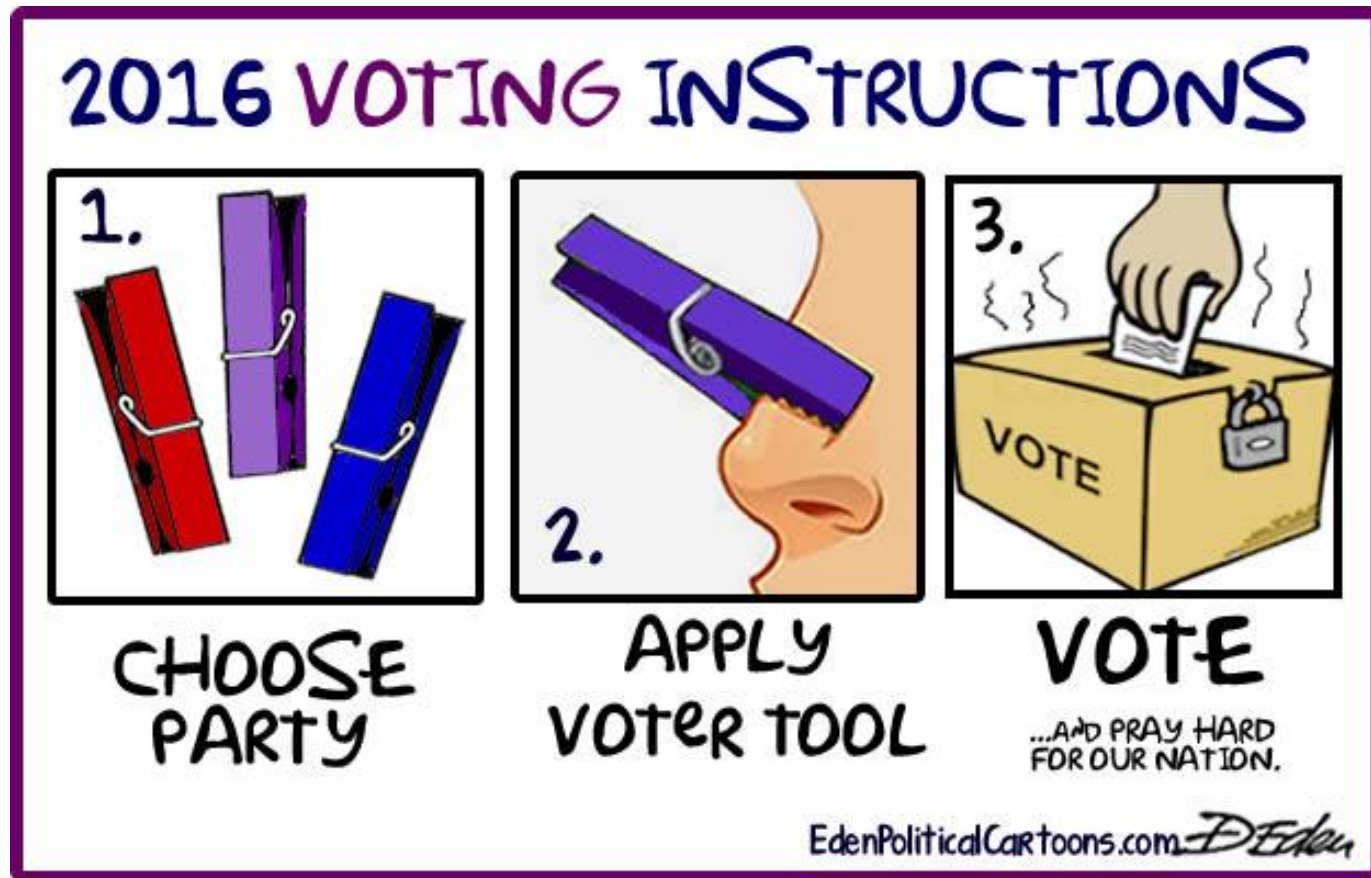 2016 VOTING INSTRUCTIONS
1.
CHOOSE
PARTY
2.
APPLY
VOTER TOOL
3.
VOTE
VOTE
...AND PRAY HARD
FOR OUR NATION.
EdenPoliticalCartoons.com D Eden